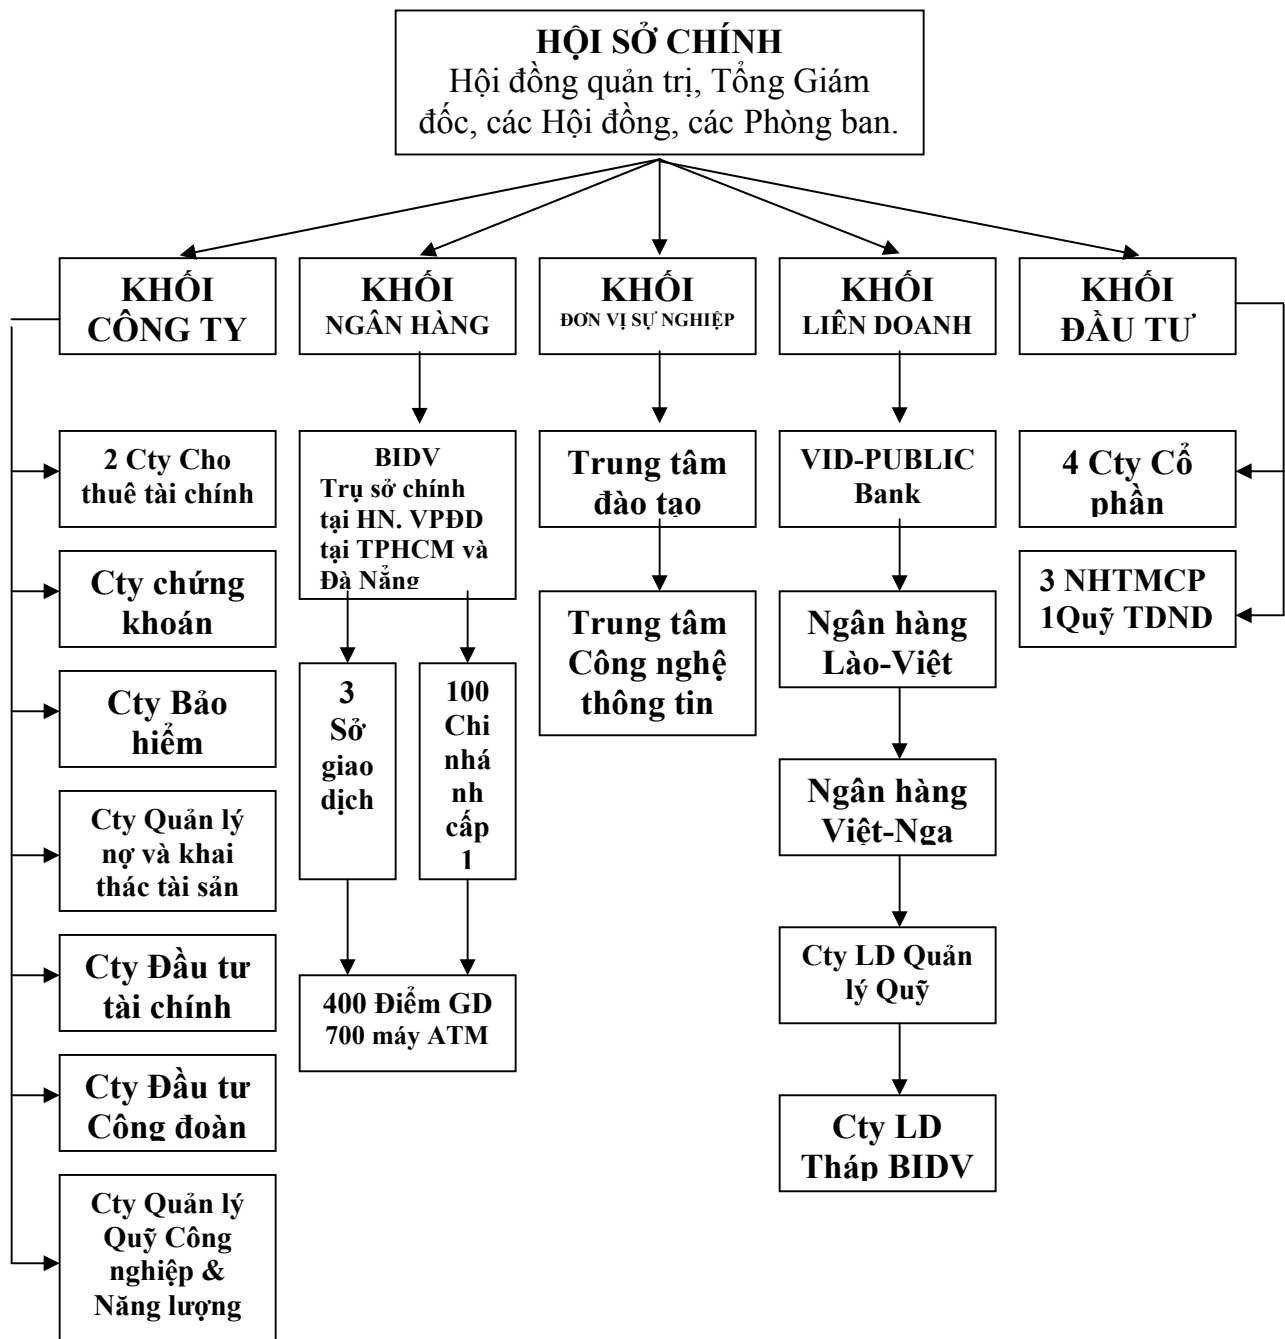 HỘI SỞ CHÍNH
Hội đồng quản trị, Tổng Giám
đốc, các Hội đồng, các Phòng ban.
KHỐI
CÔNG TY
KHỐI
NGÂN HÀNG
KHỐI
ĐƠN VỊ SỰ NGHIỆP
KHỐI
LIÊN DOANH
KHỐI
ĐẦU TƯ
2 Cty Cho
thuê tài chính
Cty chứng
khoán
Cty Bảo
hiểm
Cty Quản lý
nợ và khai
thác tài sản
Cty Đầu tư
tài chính
Cty Đầu tư
Công đoàn
Cty Quản lý
Quỹ Công
nghiệp &
Năng lượng
BIDV
Trụ sở chính
tại HN. VPĐD
tại TPHCM và
Đà Nẵng
3
Sở
giao
dịch
100
Chi
nhá
nh
cấp
1
400 Điểm GD
700 máy ATM
Trung tâm
đào tạo
Trung tâm
Công nghệ
thông tin
VID-PUBLIC
Bank
Ngân hàng
Lào-Việt
Ngân hàng
Việt-Nga
Cty LD Quản
lý Quỹ
Cty LD
Tháp BIDV
4 Cty Cổ
phần
3 NHTMCP
1Quỹ TDND